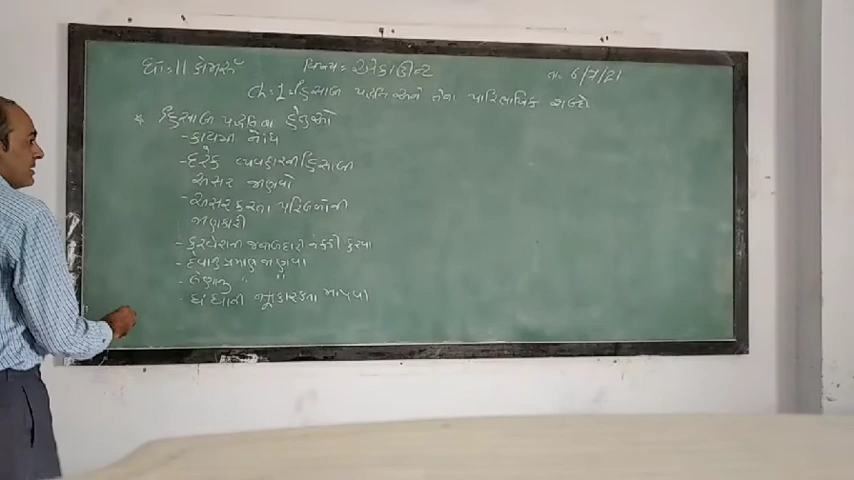 ધો:-11 કોમર્સ વિષય:- એકાઉન્ટ તા. 6/7/21
Ch:-1 હિસાબ પદ્ધતિ અને તેના પારિભાષિક શબ્દો
* હિસાબ પદ્ધતિના હેતુઓ
- કાયમી નોંધ
- દરેક વ્યવહારની હિસાબી
અસર જાણવી
- અસર કરતા પરિબળોની
જાણકારી
- કરવેરાની જવાબદારી નક્કી કરવા
- દેવાનું પ્રમાણ જાણવા
- લેણાનું " "
- ધંધાની નફાકારકતા માપવા